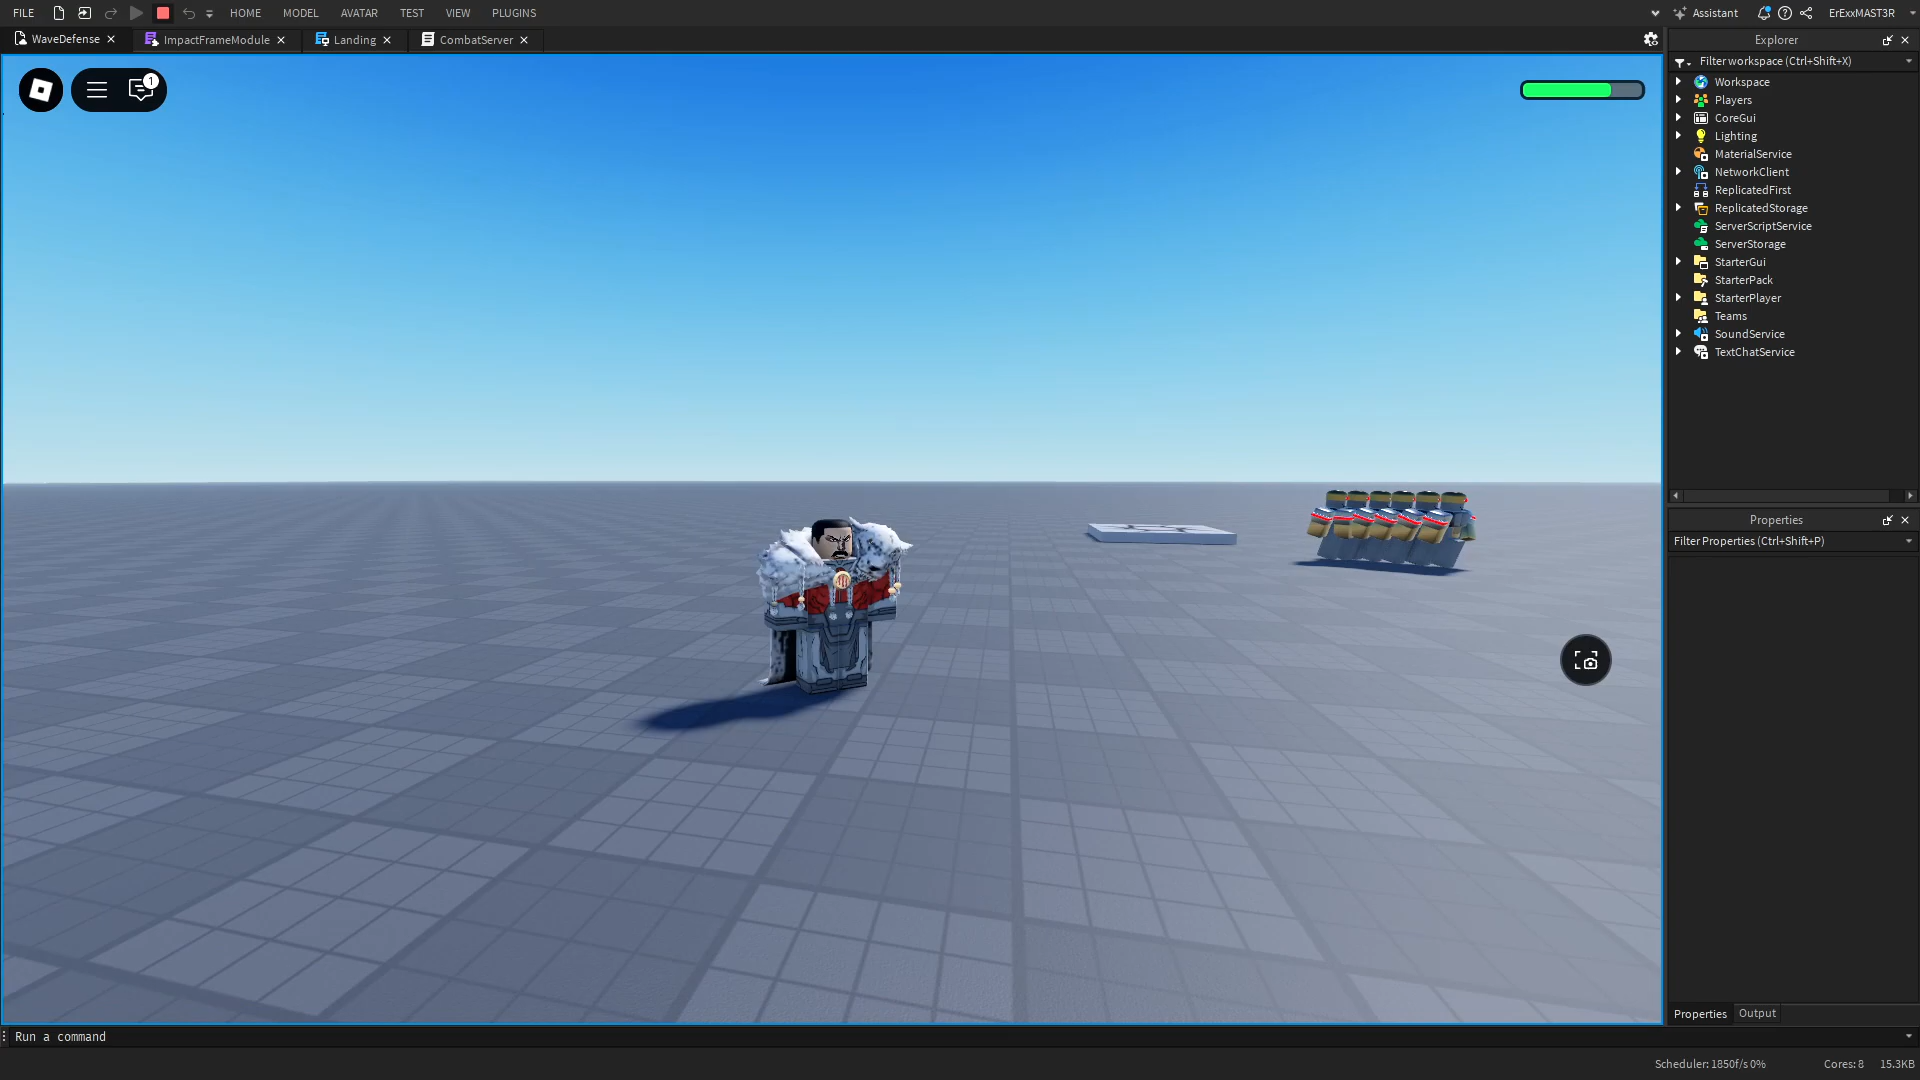 FILE
HOME
MODEL
AVATAR
TEST
VIEW
PLUGINS
Assistant
ErExxMAST3R
WaveDefense
ImpactFrameModule
Landing
CombatServer
1
Explorer
Filter workspace (Ctrl+Shift+X)
Workspace
Players
CoreGui
Lighting
MaterialService
NetworkClient
ReplicatedFirst
ReplicatedStorage
ServerScriptService
ServerStorage
StarterGui
StarterPack
StarterPlayer
Teams
SoundService
TextChatService
Properties
Filter Properties (Ctrl+Shift+P)
Properties
Output
Run a command
Scheduler: 1850f/s 0%
Cores: 8
15.3KB